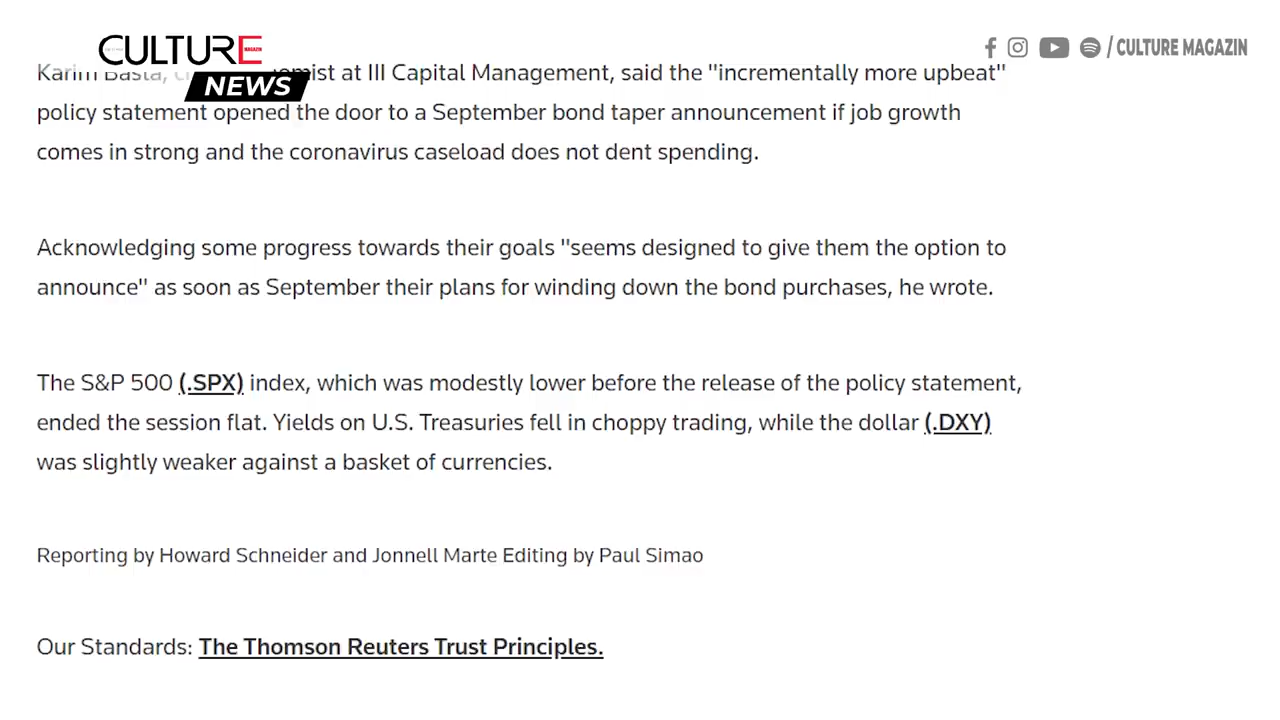 CULTURE
MAGAZIN
NEWS
/ CULTURE MAGAZIN
Karim Basta, mist at III Capital Management, said the "incrementally more upbeat"
policy statement opened the door to a September bond taper announcement if job growth
comes in strong and the coronavirus caseload does not dent spending.
Acknowledging some progress towards their goals "seems designed to give them the option to
announce" as soon as September their plans for winding down the bond purchases, he wrote.
The S&P 500 (.SPX) index, which was modestly lower before the release of the policy statement,
ended the session flat. Yields on U.S. Treasuries fell in choppy trading, while the dollar (.DXY)
was slightly weaker against a basket of currencies.
Reporting by Howard Schneider and Jonnell Marte Editing by Paul Simao
Our Standards: The Thomson Reuters Trust Principles.